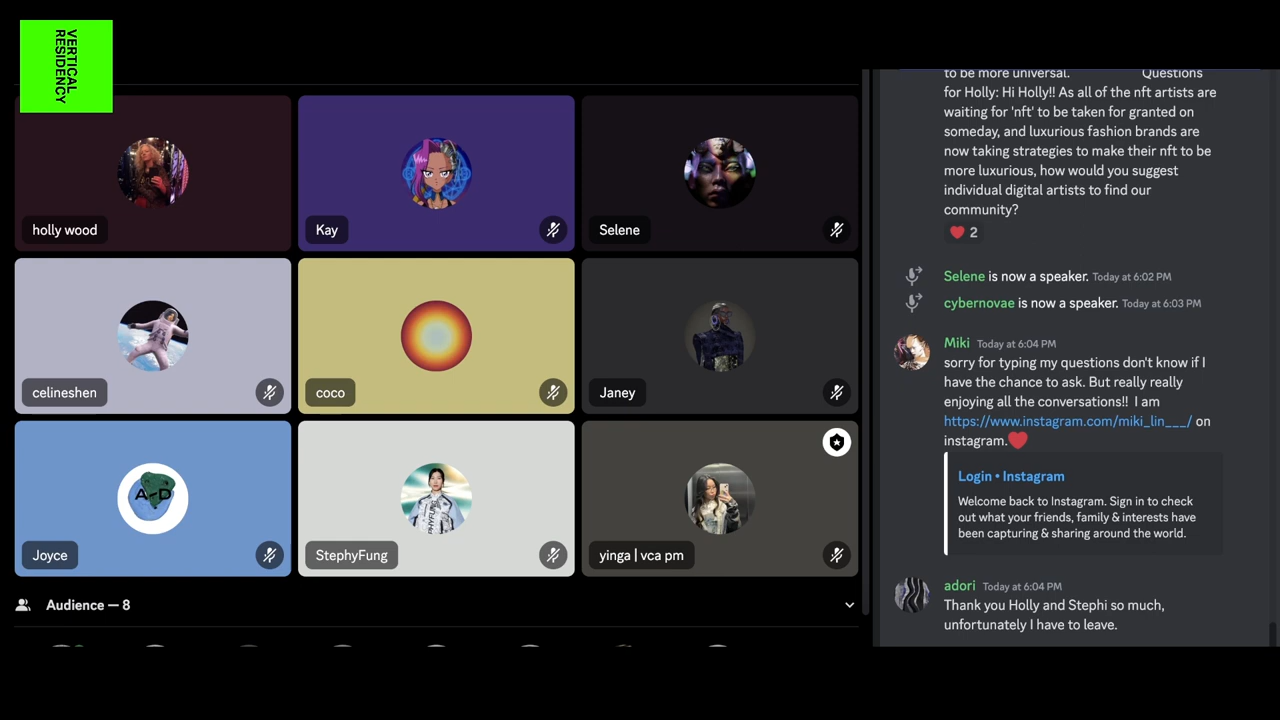 VERTICAL
RESIDENCY
holly wood
Kay
Selene
celineshen
coco
Janey
A-D
Joyce
StephyFung
yinga | vca pm
Audience — 8
to be more universal. Questions
for Holly: Hi Holly!! As all of the nft artists are
waiting for 'nft' to be taken for granted on
someday, and luxurious fashion brands are
now taking strategies to make their nft to be
more luxurious, how would you suggest
individual digital artists to find our
community?
❤️ 2
Selene is now a speaker. Today at 6:02 PM
cybernovae is now a speaker. Today at 6:03 PM
Miki Today at 6:04 PM
sorry for typing my questions don't know if I
have the chance to ask. But really really
enjoying all the conversations!! I am
https://www.instagram.com/miki_lin___/ on
instagram.❤️
Login • Instagram
Welcome back to Instagram. Sign in to check
out what your friends, family & interests have
been capturing & sharing around the world.
adori Today at 6:04 PM
Thank you Holly and Stephi so much,
unfortunately I have to leave.